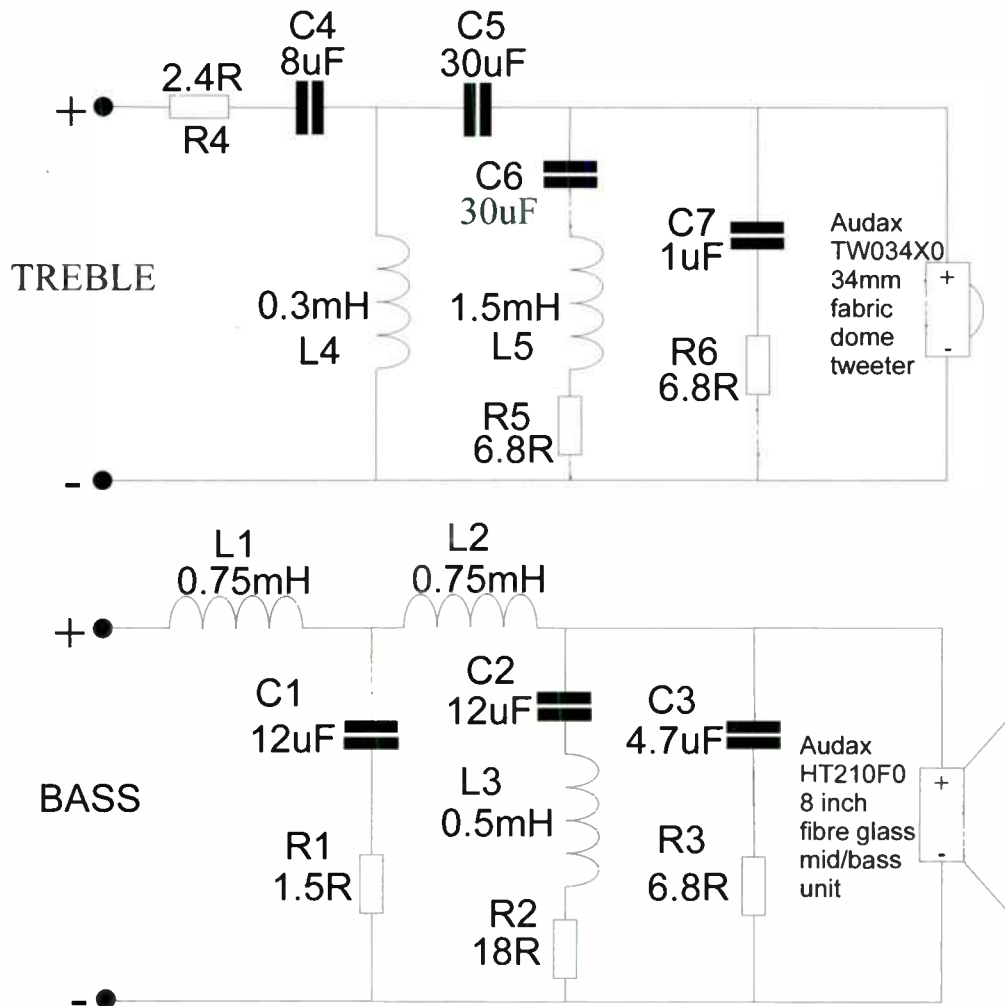 C4
8uF
C5
30uF
2.4R
R4
+
C6
30uF
C7
1uF
Audax
TW034X0
34mm
fabric
dome
tweeter
+
-
TREBLE
0.3mH
L4
1.5mH
L5
R6
6.8R
R5
6.8R
-
L1
0.75mH
L2
0.75mH
+
C1
12uF
C2
12uF
C3
4.7uF
Audax
HT210F0
8 inch
fibre glass
mid/bass
unit
+
-
BASS
L3
0.5mH
R1
1.5R
R3
6.8R
R2
18R
-